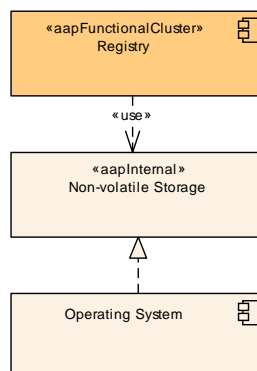 «aapFunctionalCluster»
Registry
«use»
«aapInternal»
Non-volatile Storage
Operating System